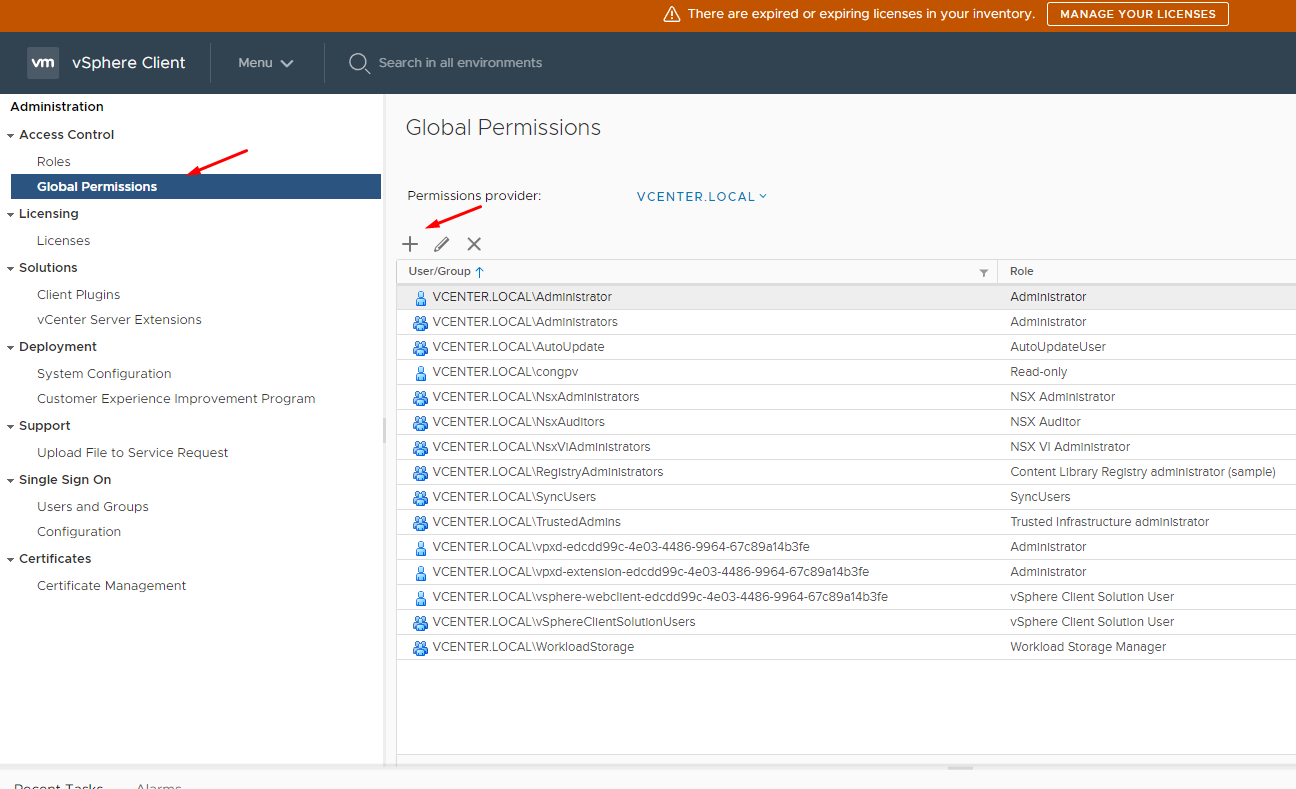 There are expired or expiring licenses in your inventory. MANAGE YOUR LICENSES
vm vSphere Client Menu Search in all environments
Administration
Access Control
Roles
Global Permissions
Licensing
Licenses
Solutions
Client Plugins
vCenter Server Extensions
Deployment
System Configuration
Customer Experience Improvement Program
Support
Upload File to Service Request
Single Sign On
Users and Groups
Configuration
Certificates
Certificate Management
Global Permissions
Permissions provider: VCENTER.LOCAL
User/Group Role
VCENTER.LOCAL\Administrator Administrator
VCENTER.LOCAL\Administrators Administrator
VCENTER.LOCAL\AutoUpdate AutoUpdateUser
VCENTER.LOCAL\congpv Read-only
VCENTER.LOCAL\NsxAdministrators NSX Administrator
VCENTER.LOCAL\NsxAuditors NSX Auditor
VCENTER.LOCAL\NsxViAdministrators NSX VI Administrator
VCENTER.LOCAL\RegistryAdministrators Content Library Registry administrator (sample)
VCENTER.LOCAL\SyncUsers SyncUsers
VCENTER.LOCAL\TrustedAdmins Trusted Infrastructure administrator
VCENTER.LOCAL\vpxd-edcdd99c-4e03-4486-9964-67c89a14b3fe Administrator
VCENTER.LOCAL\vpxd-extension-edcdd99c-4e03-4486-9964-67c89a14b3fe Administrator
VCENTER.LOCAL\vsphere-webclient-edcdd99c-4e03-4486-9964-67c89a14b3fe vSphere Client Solution User
VCENTER.LOCAL\vSphereClientSolutionUsers vSphere Client Solution User
VCENTER.LOCAL\WorkloadStorage Workload Storage Manager
Recent Tasks Alarms